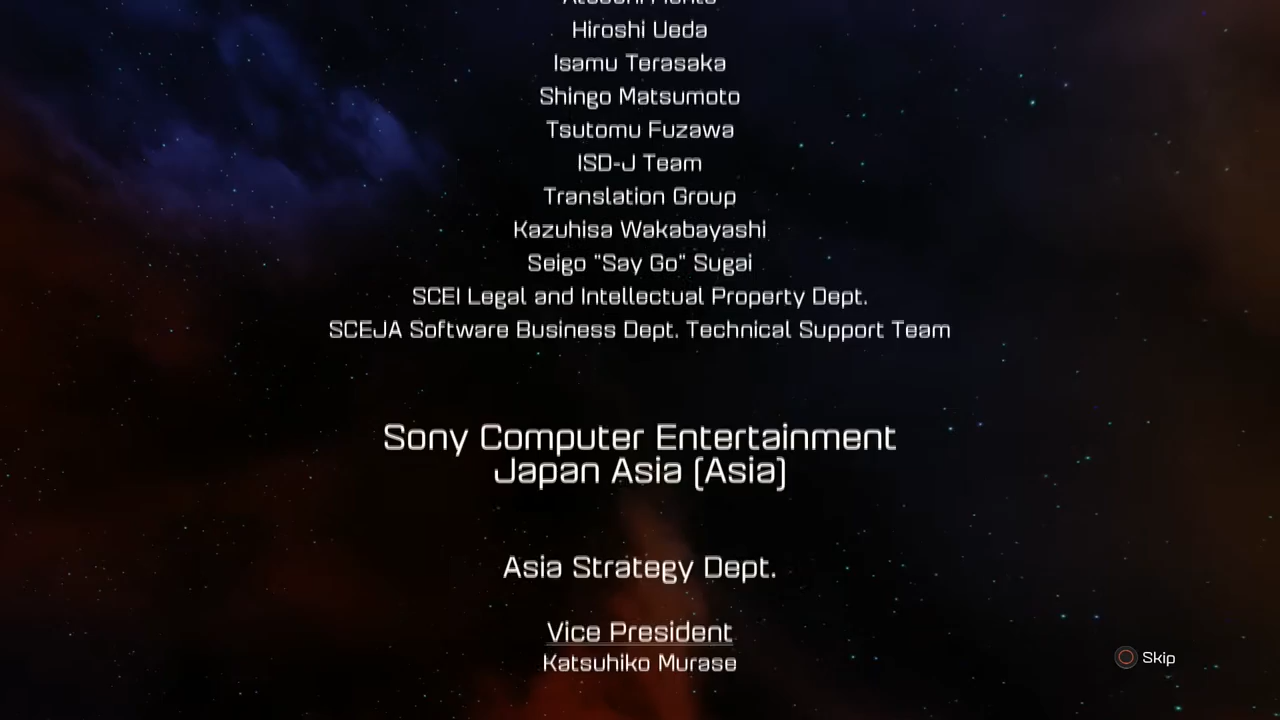 Hiroshi Ueda
Isamu Terasaka
Shingo Matsumoto
Tsutomu Fuzawa
ISD-J Team
Translation Group
Kazuhisa Wakabayashi
Seigo "Say Go" Sugai
SCEI Legal and Intellectual Property Dept.
SCEJA Software Business Dept. Technical Support Team
Sony Computer Entertainment
Japan Asia (Asia)
Asia Strategy Dept.
Vice President
Katsuhiko Murase
Skip